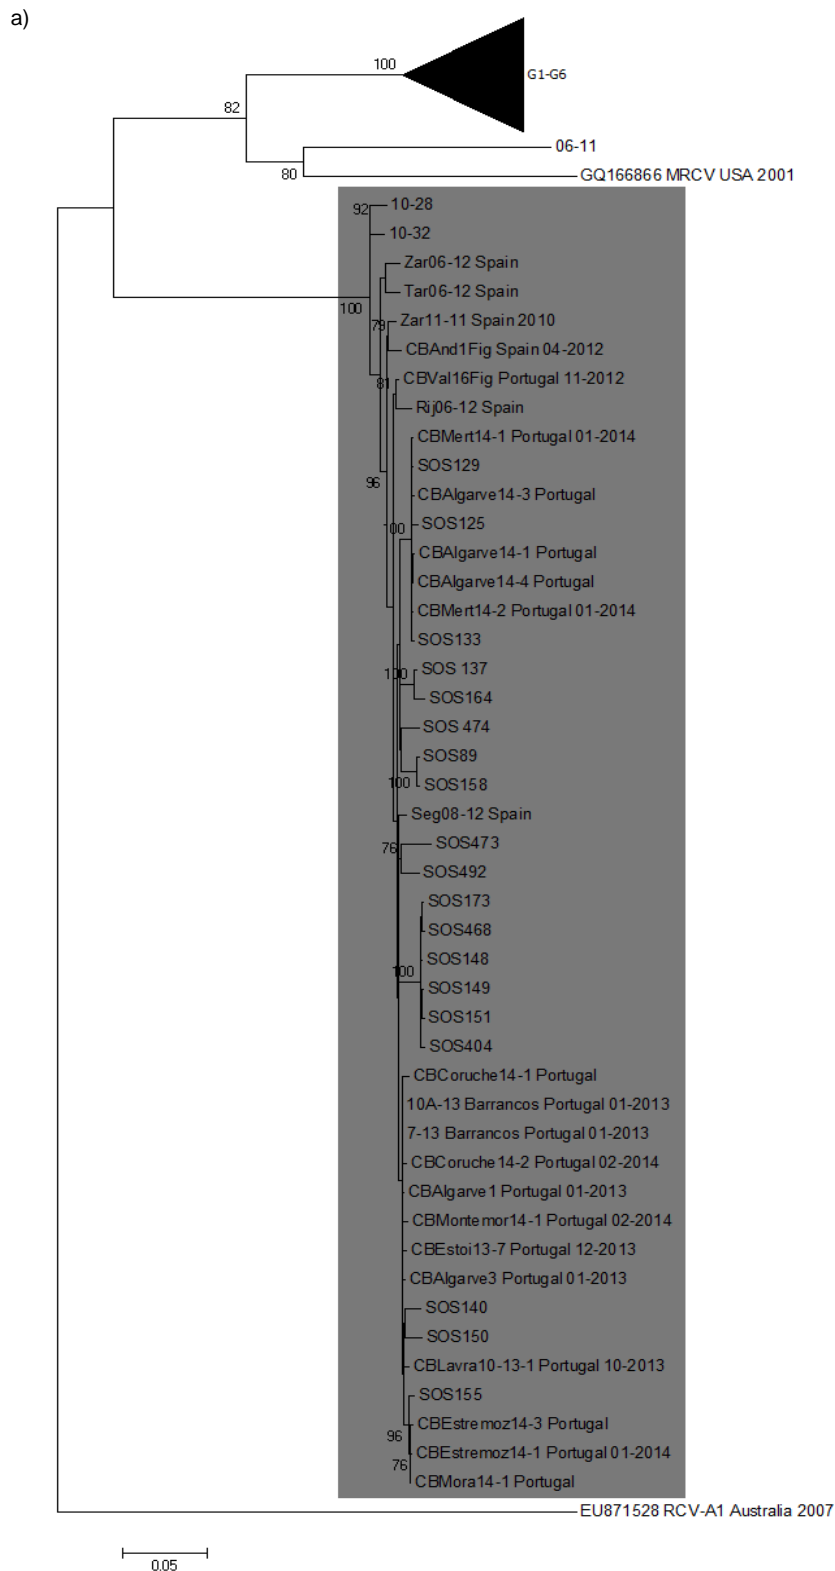 a)
100
G1-G6
82
06-11
80
GQ166866 MRCV USA 2001
92
10-28
10-32
Zar06-12 Spain
Tar06-12 Spain
100
Zar11-11 Spain 2010
79
CBAnd1Fig Spain 04-2012
CBVal16Fig Portugal 11-2012
81
Rij06-12 Spain
CBMert14-1 Portugal 01-2014
SOS129
96
CBAlgarve14-3 Portugal
SOS125
100
CBAlgarve14-1 Portugal
CBAlgarve14-4 Portugal
CBMert14-2 Portugal 01-2014
SOS133
SOS 137
100
SOS164
SOS 474
SOS89
100
SOS158
Seg08-12 Spain
SOS473
76
SOS492
SOS173
SOS468
SOS148
100
SOS149
SOS151
SOS404
CBCoruche14-1 Portugal
10A-13 Barrancos Portugal 01-2013
7-13 Barrancos Portugal 01-2013
CBCoruche14-2 Portugal 02-2014
CBAlgarve1 Portugal 01-2013
CBMontemor14-1 Portugal 02-2014
CBEstoi13-7 Portugal 12-2013
CBAlgarve3 Portugal 01-2013
SOS140
SOS150
CBLavra10-13-1 Portugal 10-2013
SOS155
CBEstremoz14-3 Portugal
96
CBEstremoz14-1 Portugal 01-2014
76
CBMora14-1 Portugal
EU871528 RCV-A1 Australia 2007
0.05